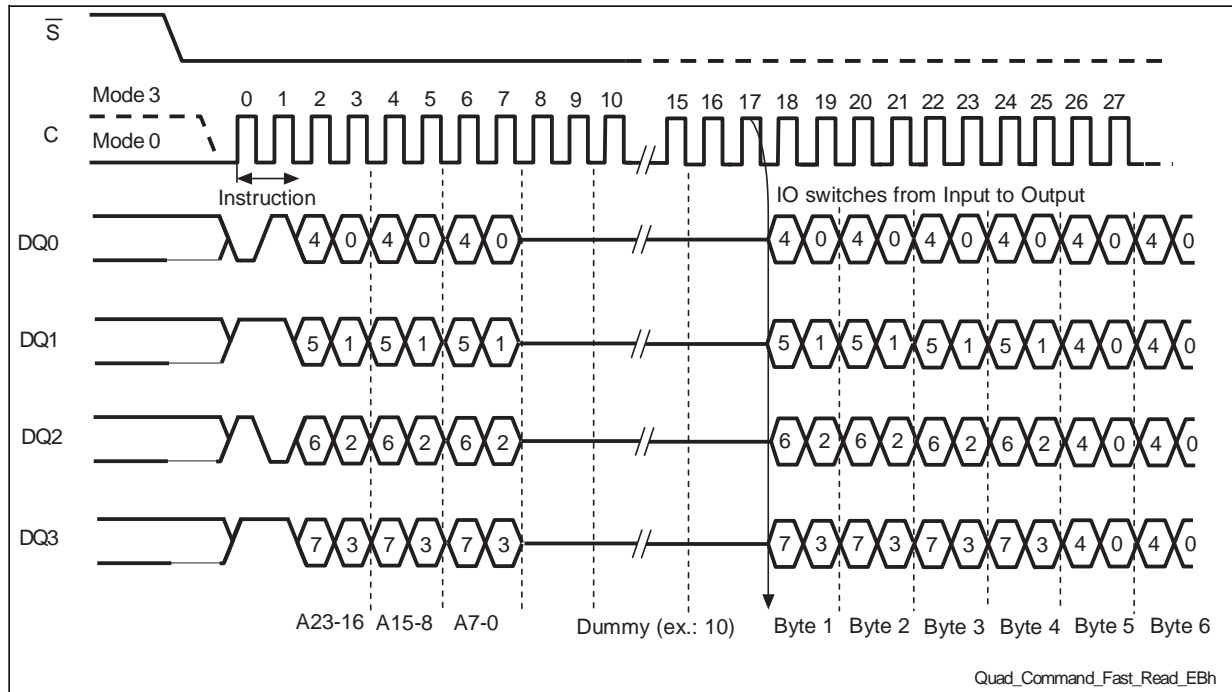 S
Mode 3
C
Mode 0
0 1 2 3 4 5 6 7 8 9 10 15 16 17 18 19 20 21 22 23 24 25 26 27
Instruction
IO switches from Input to Output
DQ0 4 0 4 0 4 0 4 0 4 0 4 0 4 0 4 0 4 0
DQ1 5 1 5 1 5 1 5 1 5 1 5 1 5 1 4 0 4 0
DQ2 6 2 6 2 6 2 6 2 6 2 6 2 6 2 4 0 4 0
DQ3 7 3 7 3 7 3 7 3 7 3 7 3 7 3 4 0 4 0
A23-16 A15-8 A7-0 Dummy (ex.: 10) Byte 1 Byte 2 Byte 3 Byte 4 Byte 5 Byte 6
Quad_Command_Fast_Read_EBh